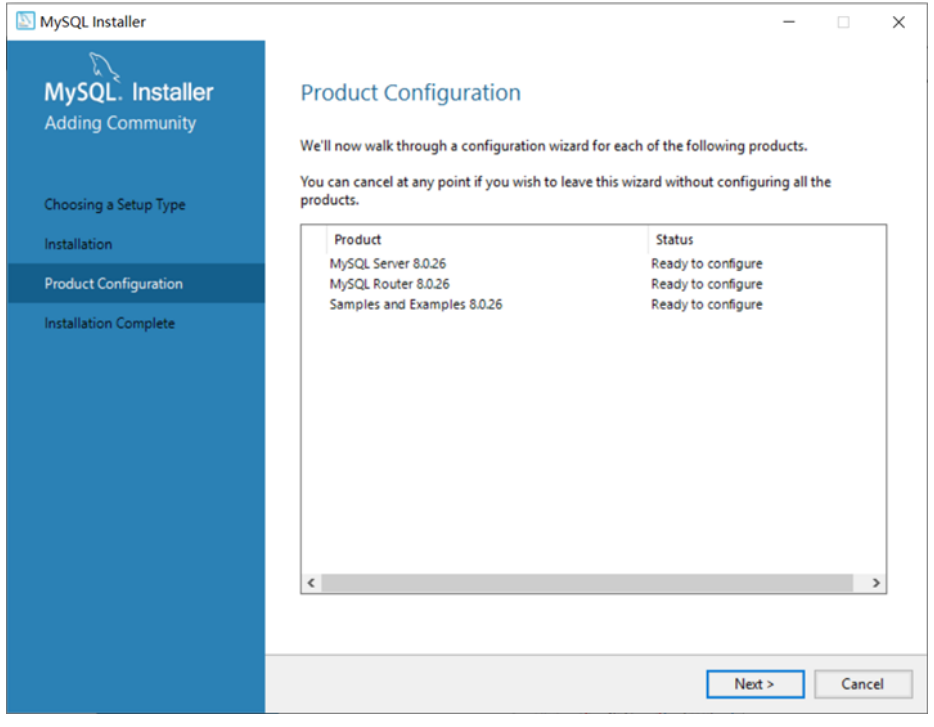 MySQL Installer
MySQL. Installer
Adding Community
Choosing a Setup Type
Installation
Product Configuration
Installation Complete
Product Configuration
We'll now walk through a configuration wizard for each of the following products.
You can cancel at any point if you wish to leave this wizard without configuring all the
products.
Product Status
MySQL Server 8.0.26 Ready to configure
MySQL Router 8.0.26 Ready to configure
Samples and Examples 8.0.26 Ready to configure
Next > Cancel